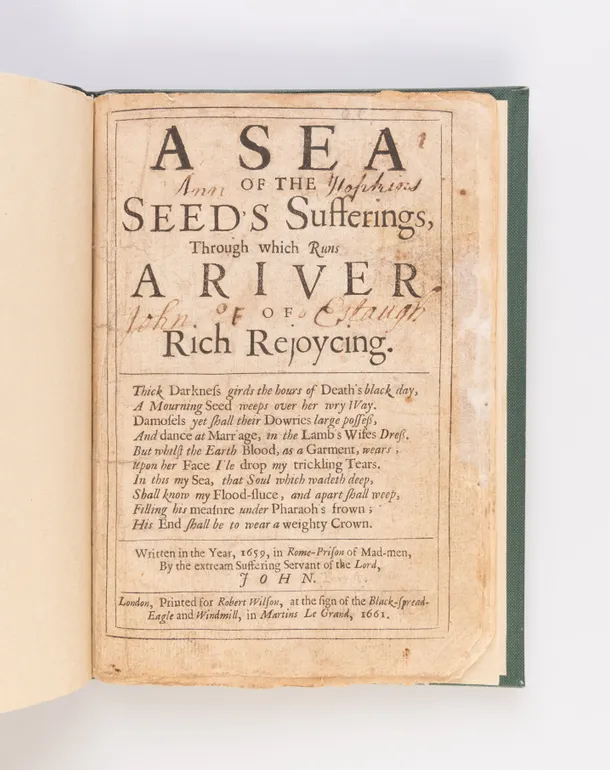 A SEA
Ann Hopkins
OF THE
SEED'S Sufferings,
Through which Runs
A RIVER
John Estaugh
OF
Rich Rejoycing.
Thick Darkneſs girds the hours of Death's black day,
A Mourning Seed weeps over her wry Way.
Damoſels yet ſhall their Dowries large poſſeß,
And dance at Marr'age, in the Lamb's Wifes Dreß.
But whilſt the Earth Blood, as a Garment, wears;
Upon her Face I'le drop my trickling Tears.
In this my Sea, that Soul which wadeth deep,
Shall know my Flood-ſluce, and apart ſhall weep,
Filling his meaſure under Pharaoh's frown;
His End ſhall be to wear a weighty Crown.
Written in the Year, 1659, in Rome-Priſon of Mad-men,
By the extream Suffering Servant of the Lord,
JOHN.
London, Printed for Robert Wilſon, at the ſign of the Black-ſpread-
Eagle and Windmill, in Martins Le Grand, 1661.